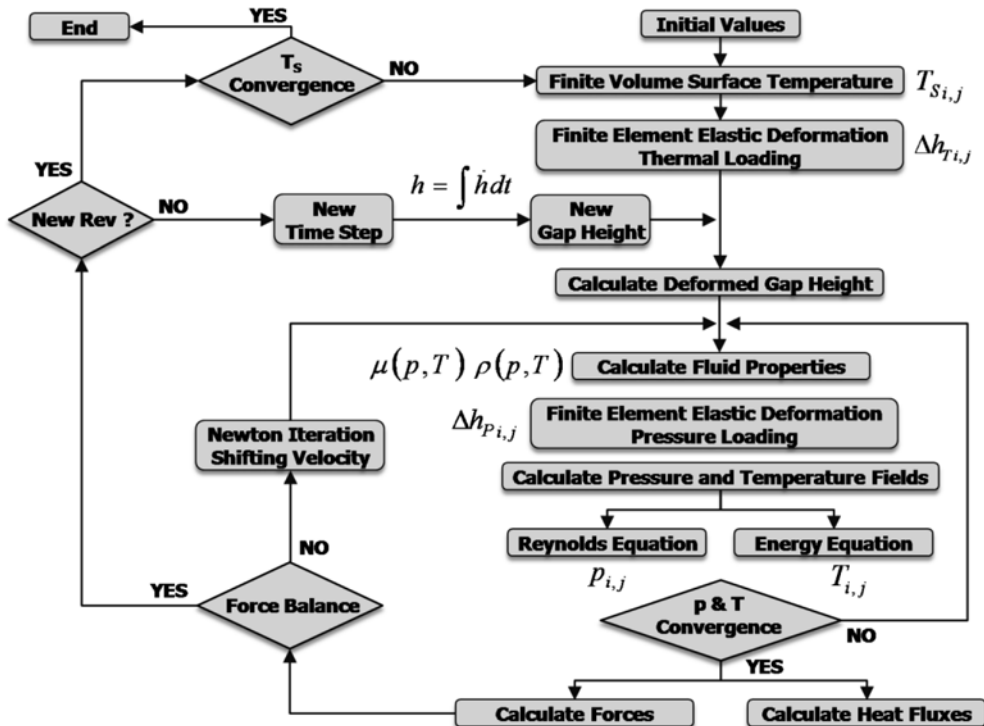 YES
End
Initial Values
T_S
Convergence
NO
Finite Volume Surface Temperature
T_{S i,j}
Finite Element Elastic Deformation
Thermal Loading
Δh_{T i,j}
YES
h = ∫ ḣ dt
New Rev ?
NO
New
Time Step
New
Gap Height
Calculate Deformed Gap Height
μ(p,T) ρ(p,T)
Calculate Fluid Properties
Δh_{P i,j}
Finite Element Elastic Deformation
Pressure Loading
Newton Iteration
Shifting Velocity
Calculate Pressure and Temperature Fields
Reynolds Equation
Energy Equation
p_{i,j}
T_{i,j}
NO
YES
Force Balance
p & T
Convergence
NO
YES
Calculate Forces
Calculate Heat Fluxes